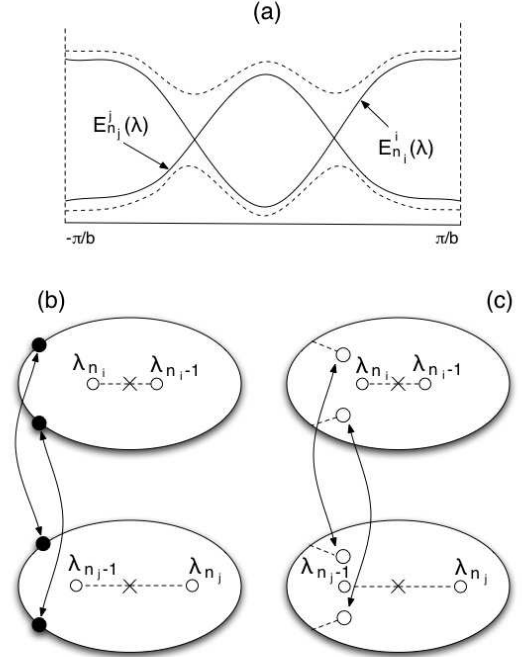 (a)
E^j_{n_j}(λ)
E^i_{n_i}(λ)
-π/b
π/b
(b)
(c)
λ_{n_i}
λ_{n_i-1}
λ_{n_i}
λ_{n_i-1}
λ_{n_j-1}
λ_{n_j}
λ_{n_j-1}
λ_{n_j}